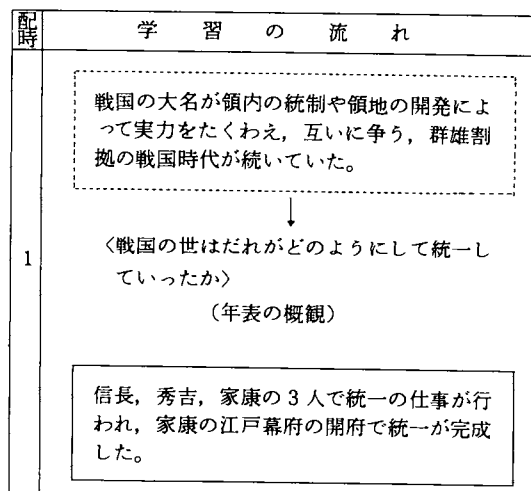 配時
学習の流れ
戦国の大名が領内の統制や領地の開発によ
って実力をたくわえ，互いに争う，群雄割
拠の戦国時代が続いていた。
1
〈戦国の世はだれがどのようにして統一し
ていったか〉
（年表の概観）
信長，秀吉，家康の3人で統一の仕事が行
われ，家康の江戸幕府の開府で統一が完成
した。